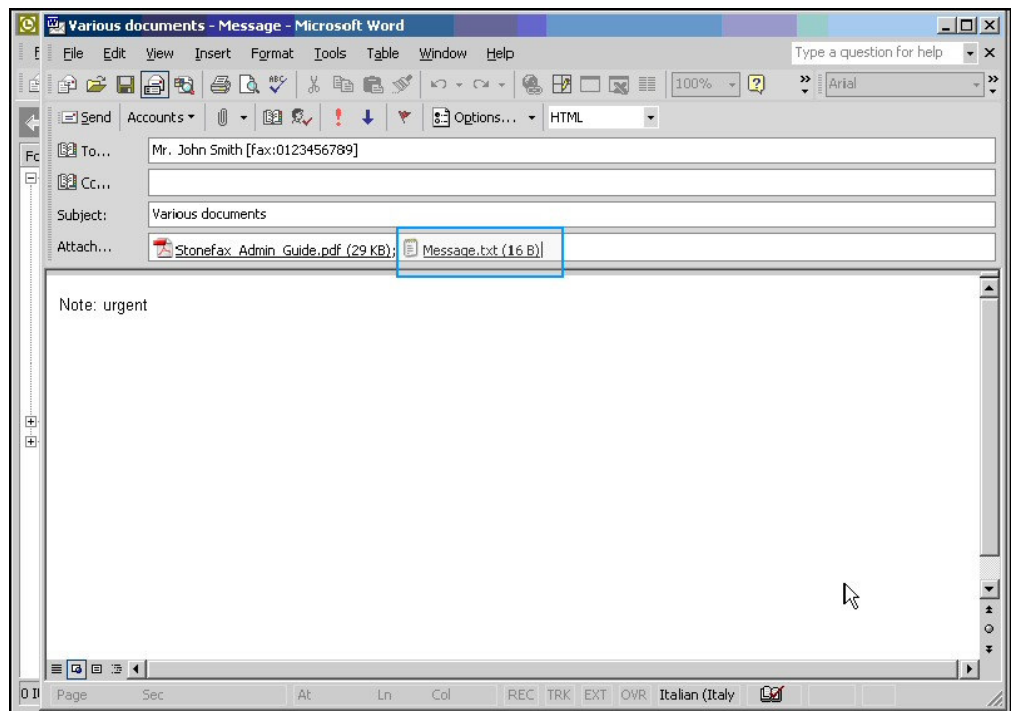 Various documents - Message - Microsoft Word
File Edit View Insert Format Tools Table Window Help Type a question for help
100% Arial
Send Accounts Options... HTML
To... Mr. John Smith [fax:0123456789]
Cc...
Subject: Various documents
Attach... Stonefax_Admin_Guide.pdf (29 KB); Message.txt (16 B)
Note: urgent
Page Sec At Ln Col REC TRK EXT OVR Italian (Italy